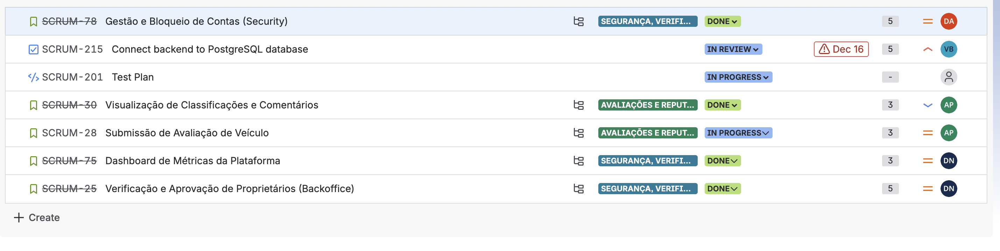 SCRUM-78 Gestão e Bloqueio de Contas (Security) SEGURANÇA, VERIFI... DONE 5 DA
SCRUM-215 Connect backend to PostgreSQL database IN REVIEW Dec 16 5 VB
SCRUM-201 Test Plan IN PROGRESS -
SCRUM-30 Visualização de Classificações e Comentários AVALIAÇÕES E REPUT... DONE 3 AP
SCRUM-28 Submissão de Avaliação de Veículo AVALIAÇÕES E REPUT... IN PROGRESS 3 AP
SCRUM-75 Dashboard de Métricas da Plataforma SEGURANÇA, VERIFI... DONE 3 DN
SCRUM-25 Verificação e Aprovação de Proprietários (Backoffice) SEGURANÇA, VERIFI... DONE 5 DN
+ Create